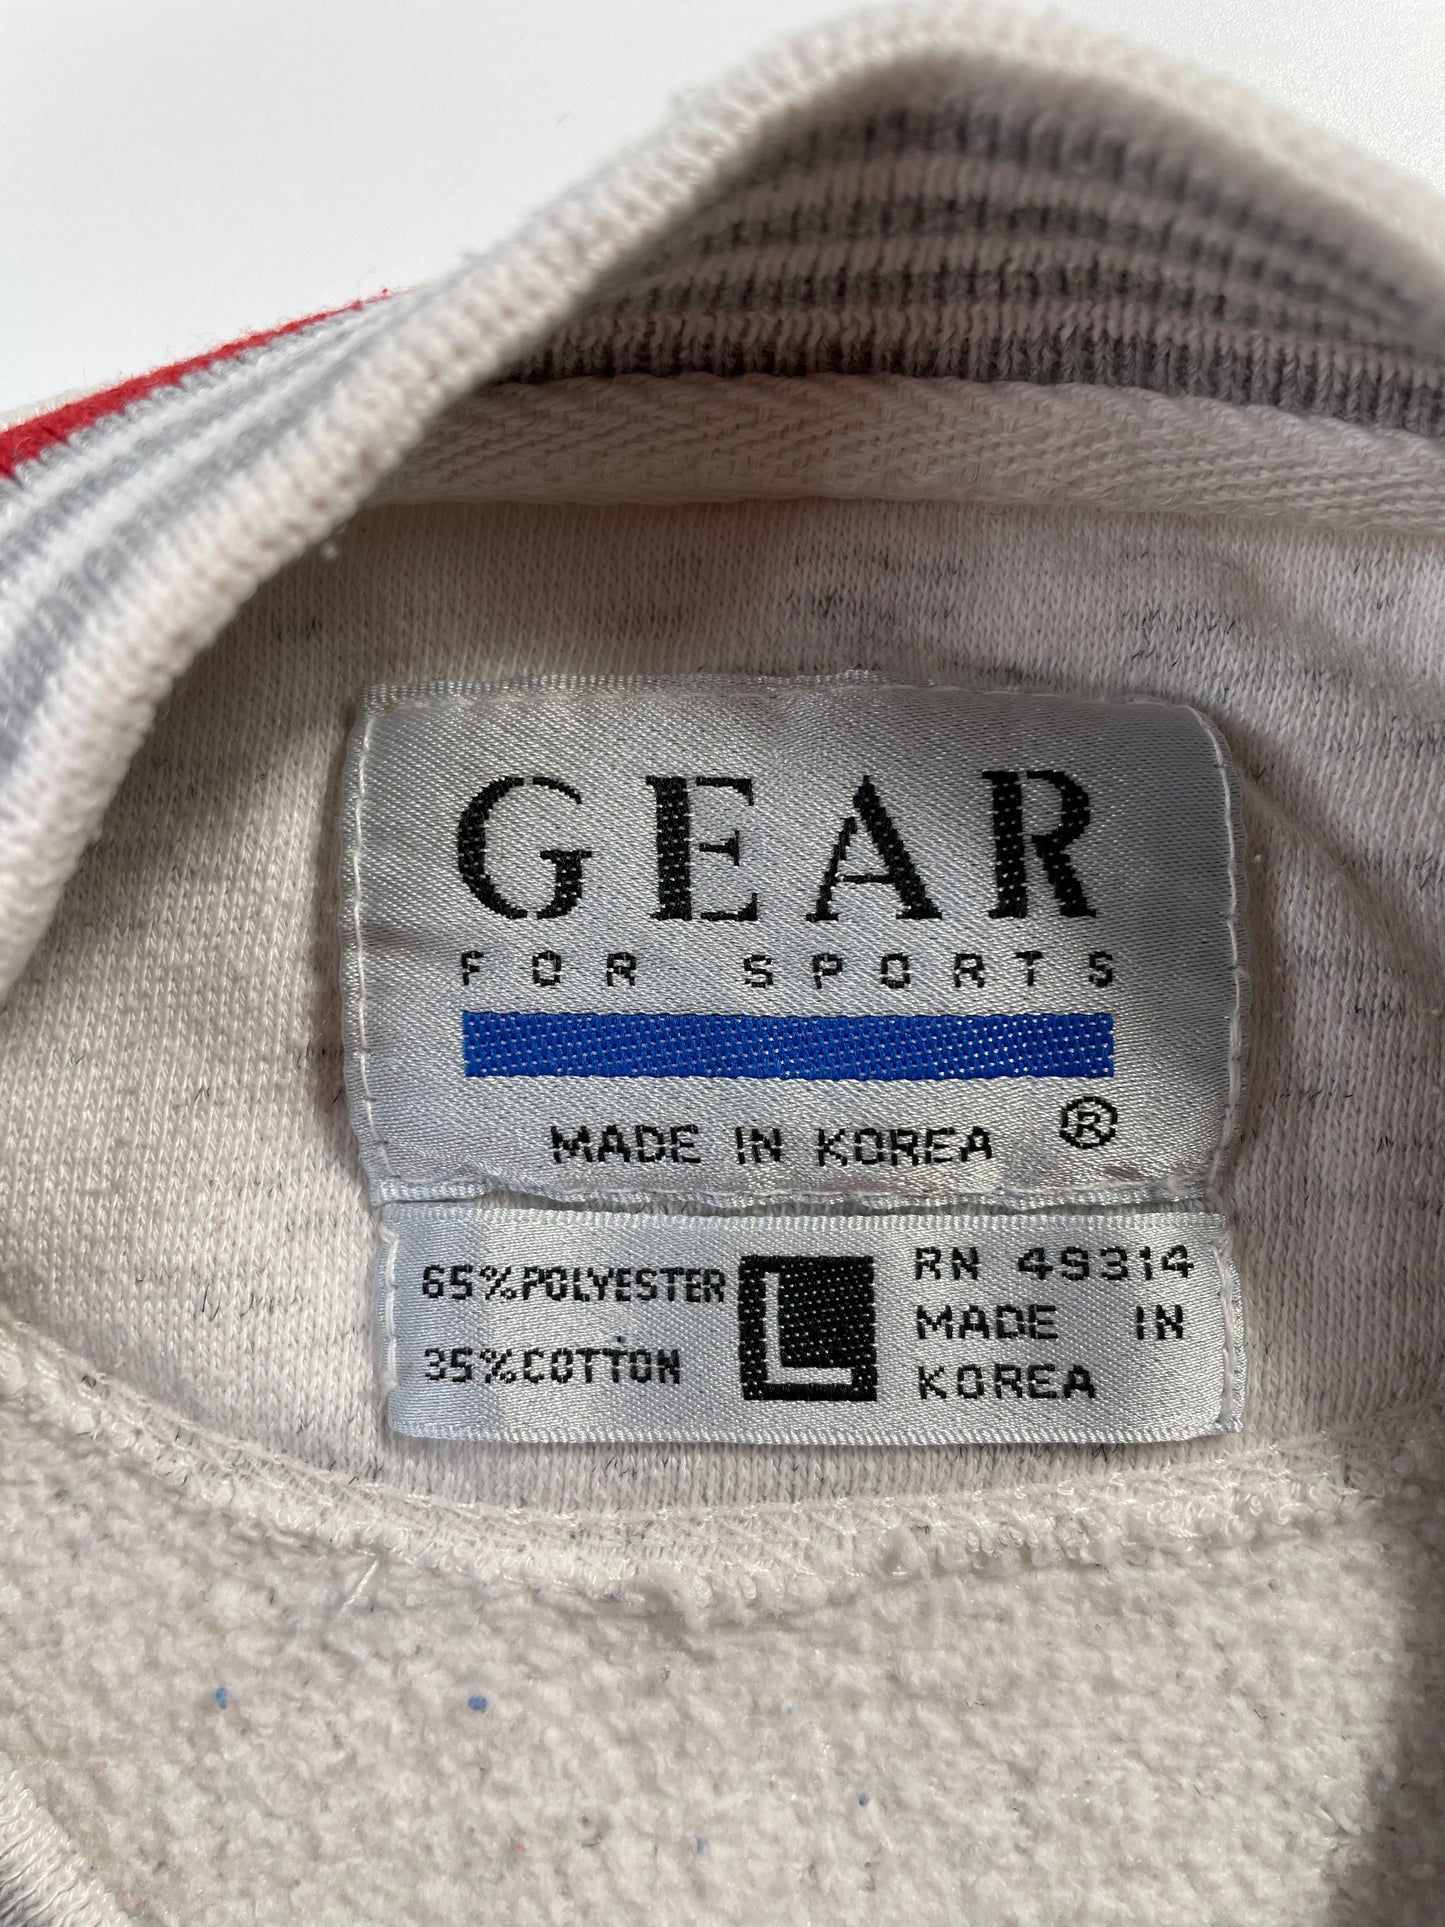 GEAR
FOR SPORTS
MADE IN KOREA ®
65%POLYESTER
35%COTTON
L
RN 49314
MADE IN
KOREA